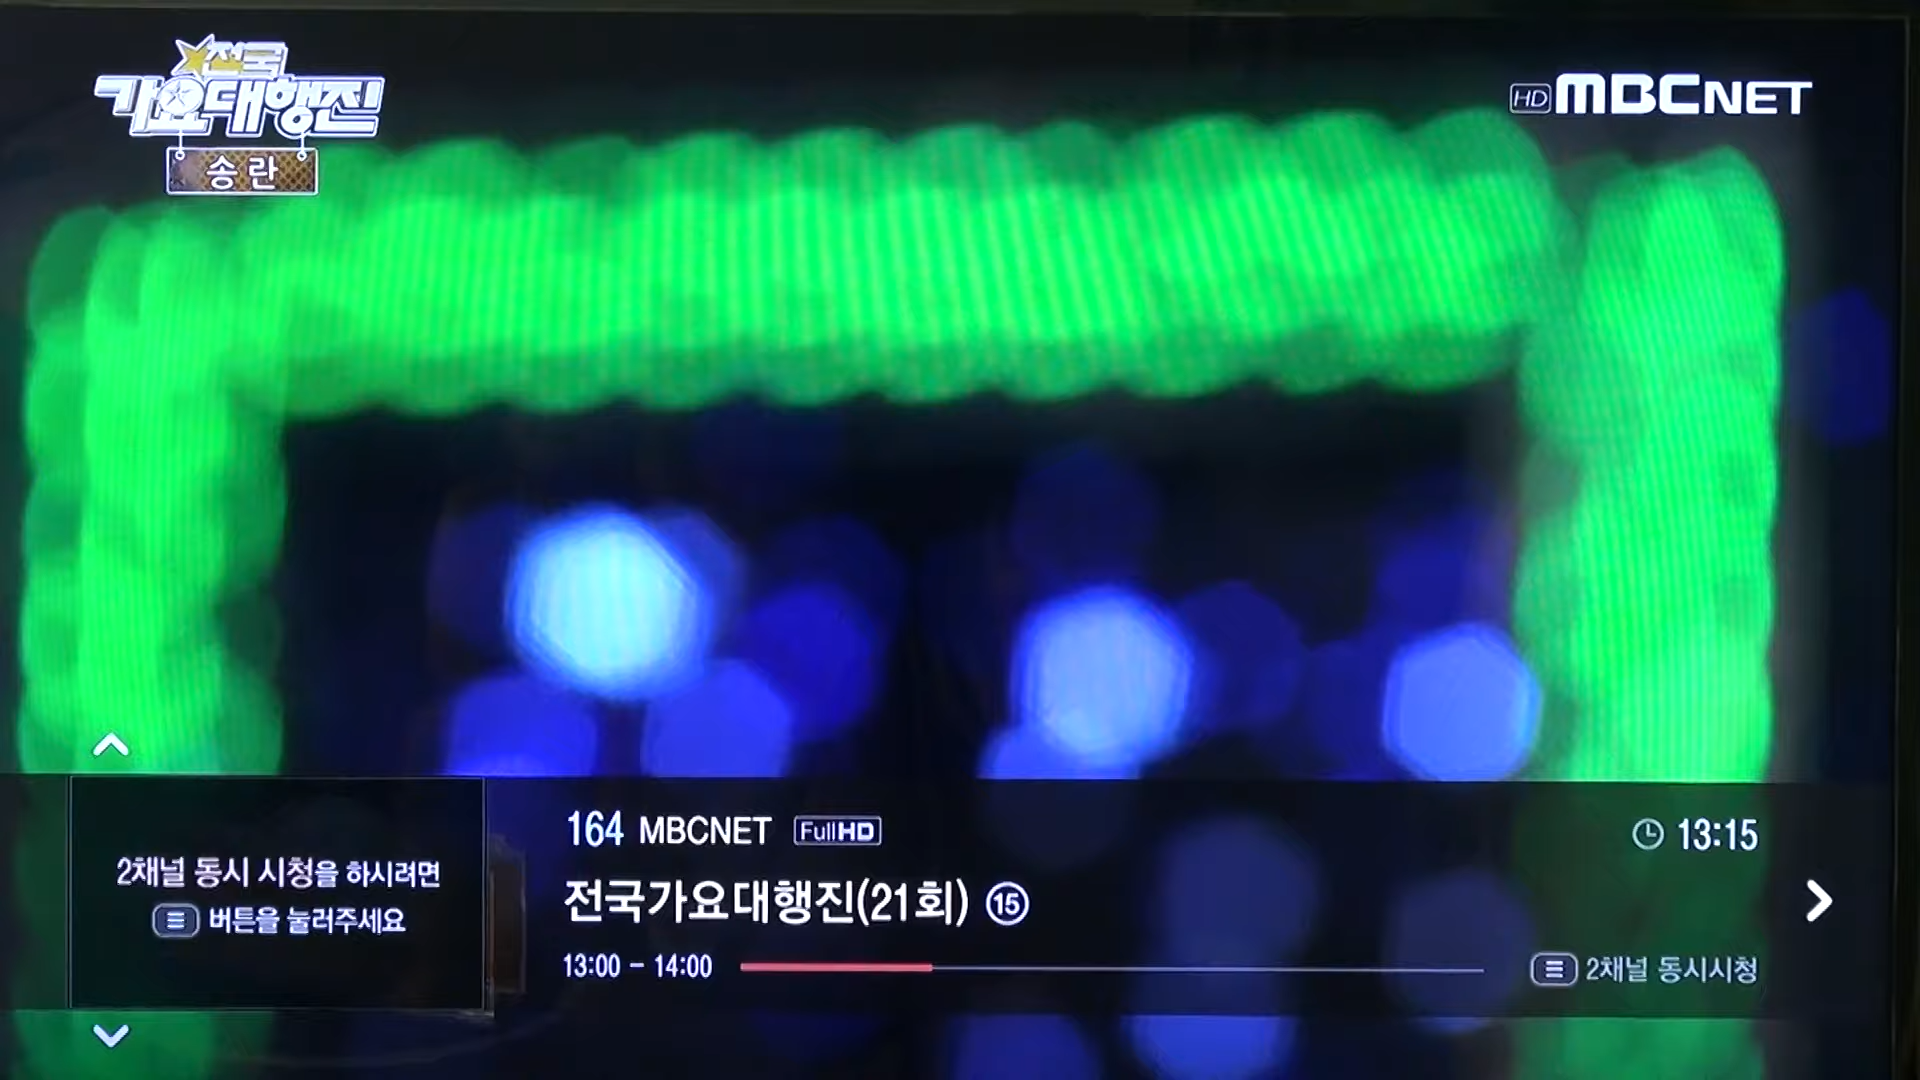 전국
가요대행진
송란
HD MBCNET
164 MBCNET FullHD
13:15
전국가요대행진(21회) 15
13:00 - 14:00
2채널 동시시청
2채널 동시 시청을 하시려면
버튼을 눌러주세요